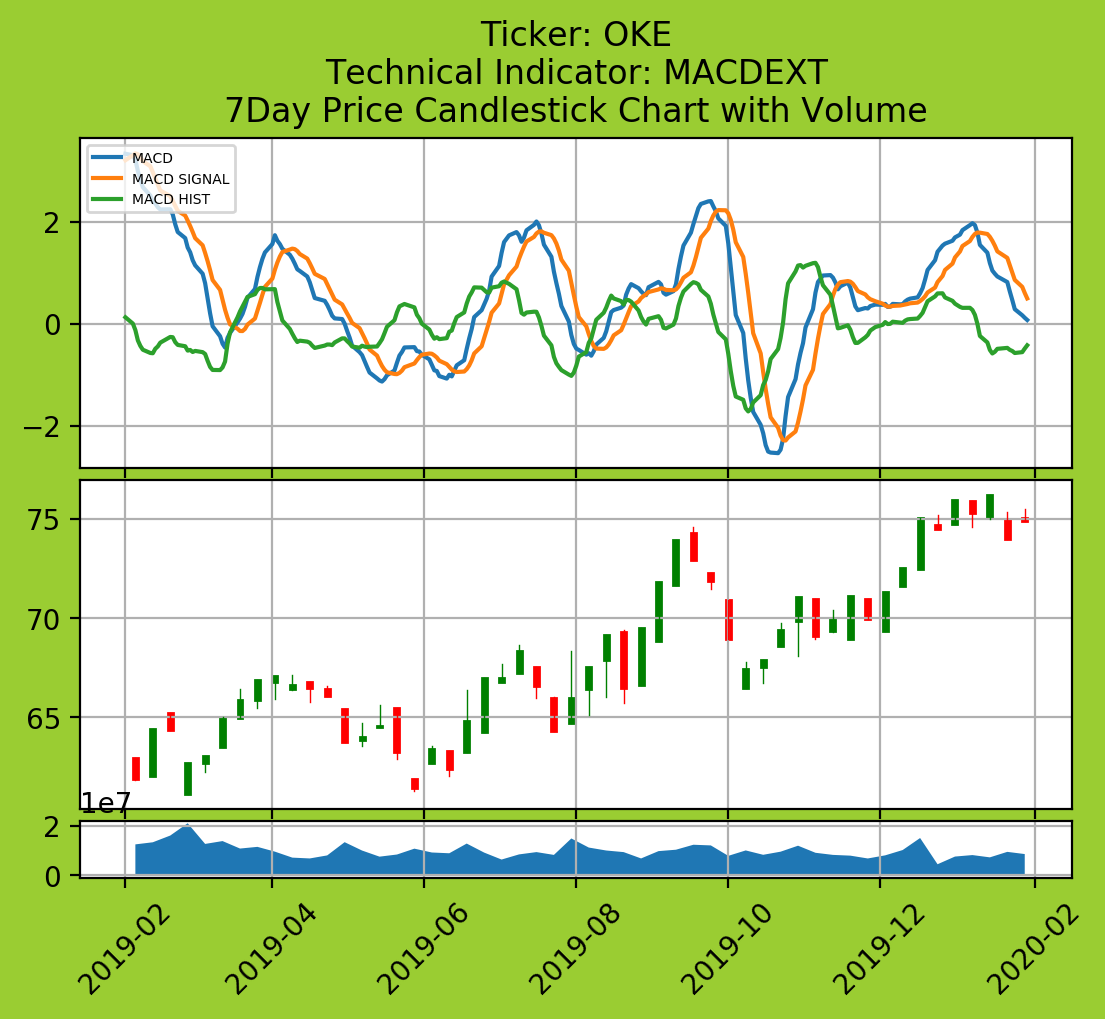 Ticker: OKE
Technical Indicator: MACDEXT
7Day Price Candlestick Chart with Volume
MACD
MACD SIGNAL
MACD HIST
2
0
−2
75
70
65
1e7
2
0
2019-02
2019-04
2019-06
2019-08
2019-10
2019-12
2020-02